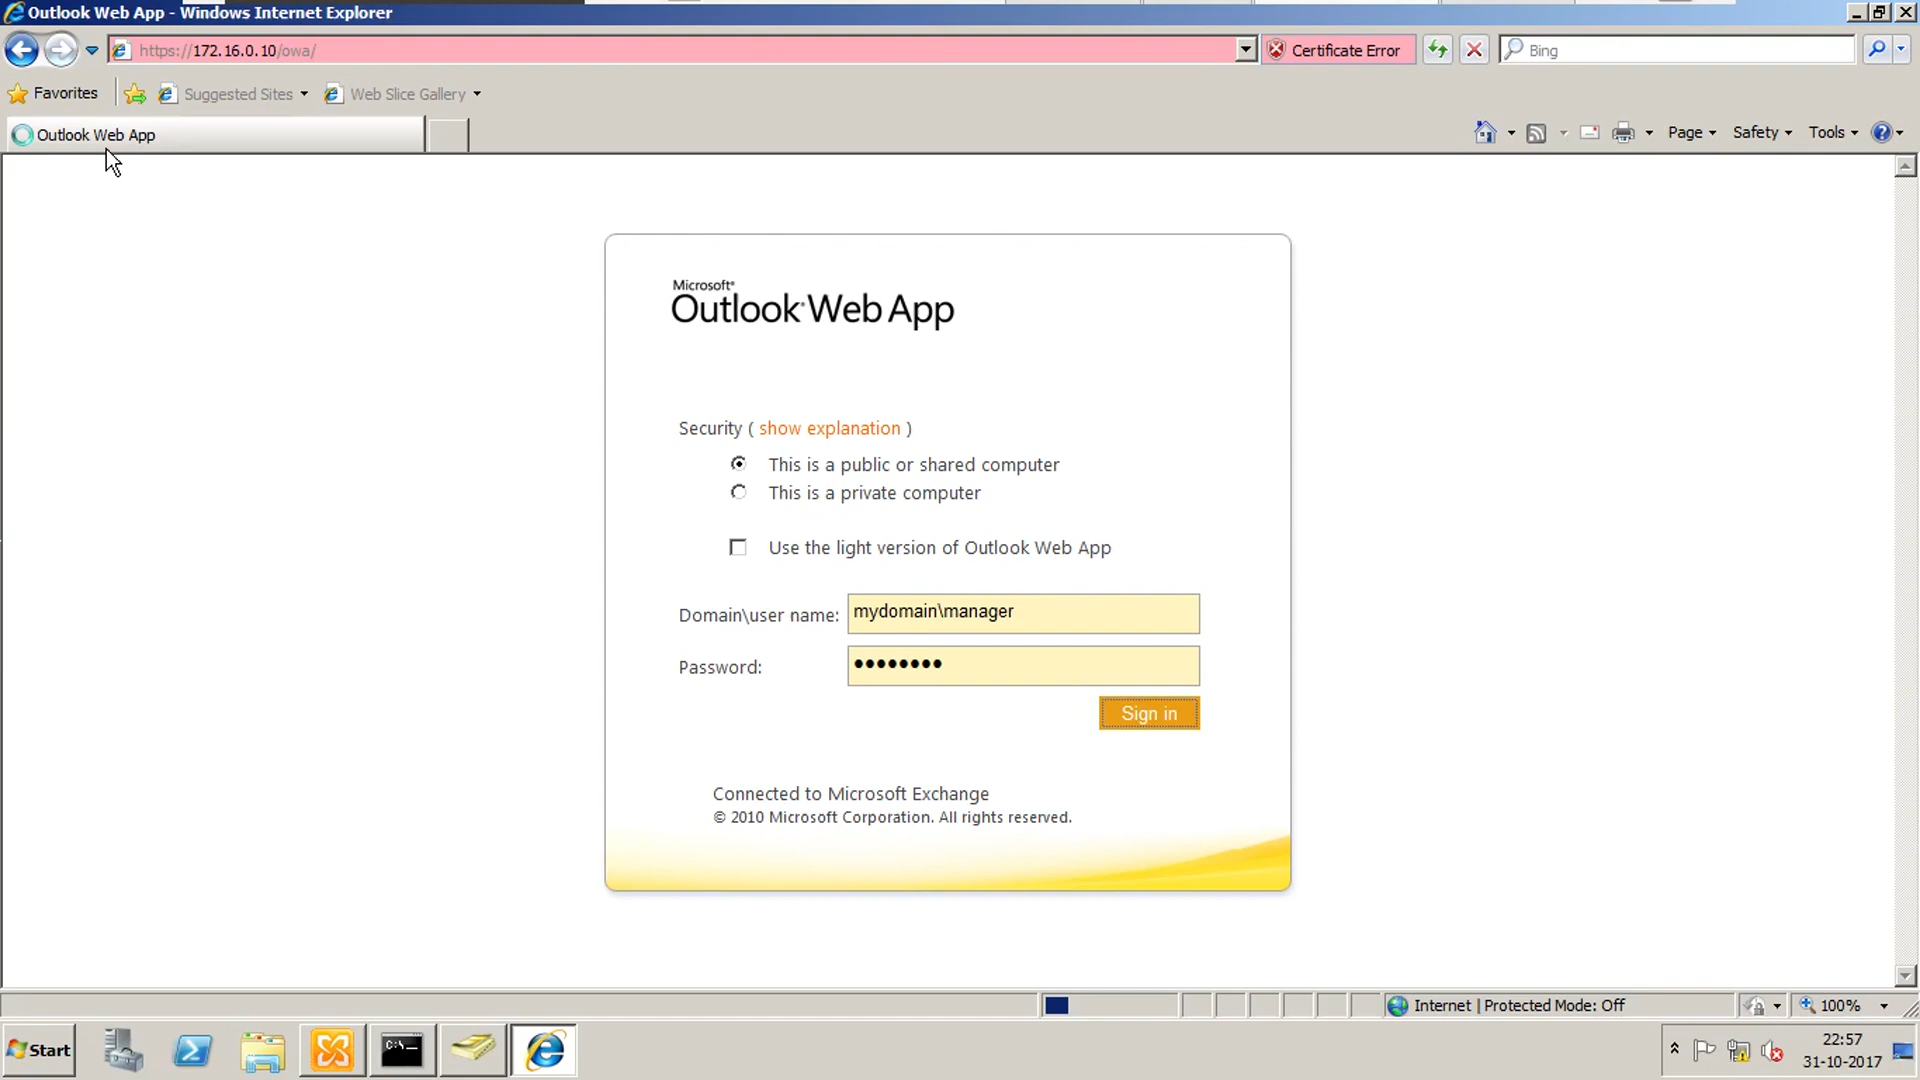 Outlook Web App - Windows Internet Explorer
https://172.16.0.10/owa/
Certificate Error
Bing
Favorites
Suggested Sites
Web Slice Gallery
Outlook Web App
Page
Safety
Tools
Microsoft®
Outlook® Web App
Security ( show explanation )
This is a public or shared computer
This is a private computer
Use the light version of Outlook Web App
Domain\user name: mydomain\manager
Password: ••••••••
Sign in
Connected to Microsoft Exchange
© 2010 Microsoft Corporation. All rights reserved.
Internet | Protected Mode: Off
100%
Start
C:\
22:57
31-10-2017